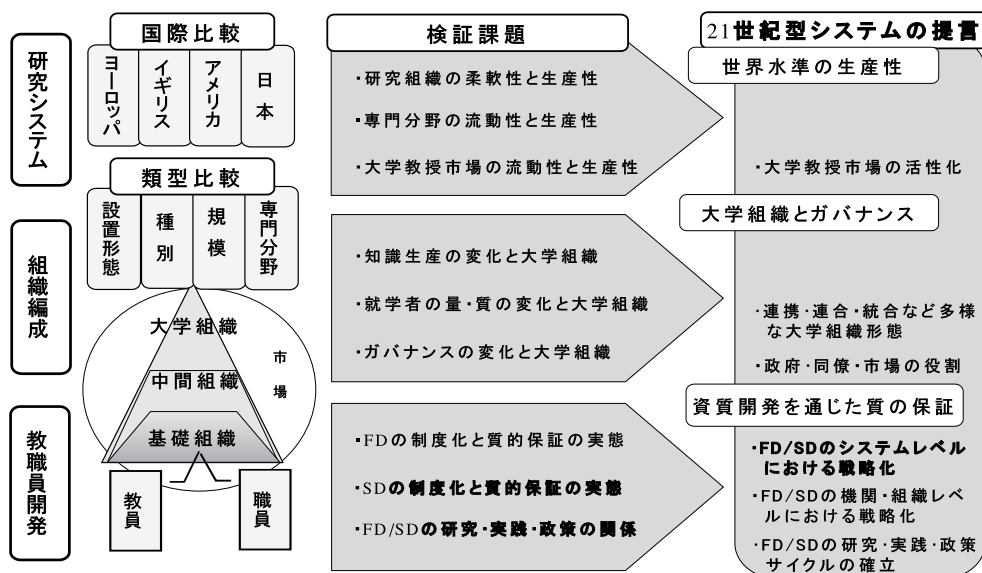 研究システム
組織編成
教職員開発
国際比較
ヨーロッパ
イギリス
アメリカ
日本
類型比較
設置形態
種別
規模
専門分野
大学組織
中間組織
基礎組織
市場
教員
職員
検証課題
・研究組織の柔軟性と生産性
・専門分野の流動性と生産性
・大学教授市場の流動性と生産性
・知識生産の変化と大学組織
・就学者の量・質の変化と大学組織
・ガバナンスの変化と大学組織
・FDの制度化と質的保証の実態
・SDの制度化と質的保証の実態
・FD/SDの研究・実践・政策の関係
21世紀型システムの提言
世界水準の生産性
・大学教授市場の活性化
大学組織とガバナンス
・連携・連合・統合など多様
な大学組織形態
・政府・同僚・市場の役割
資質開発を通じた質の保証
・FD/SDのシステムレベル
における戦略化
・FD/SDの機関・組織レベ
ルにおける戦略化
・FD/SDの研究・実践・政策
サイクルの確立